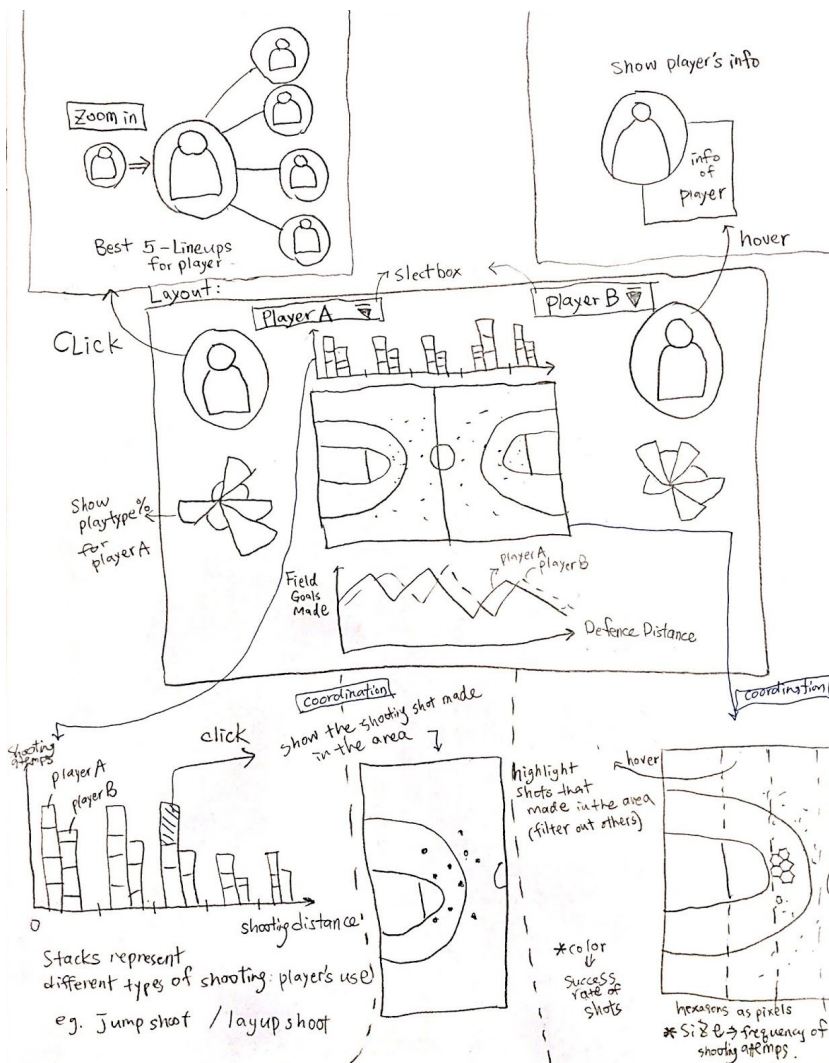 Zoom in
Best 5-Lineups
for player
Show player's info
info
of
player
hover
Layout:
Slectbox
Player A
player B
CLICK
Show
playtype%
for
player A
Field
Goals
Made
player A
player B
Defence Distance
coordination
coordination
shooting
attemps
player A
player B
click
0
shooting distance
Stacks represent
different types of shooting: player's use
eg. jump shoot / layup shoot
show the shooting shot made
in the area
hover
highlight
shots that
made in the area
(filter out others)
*color
success
rate of
shots
hexagons as pixels
*Size → frequency of
shooting attemps.